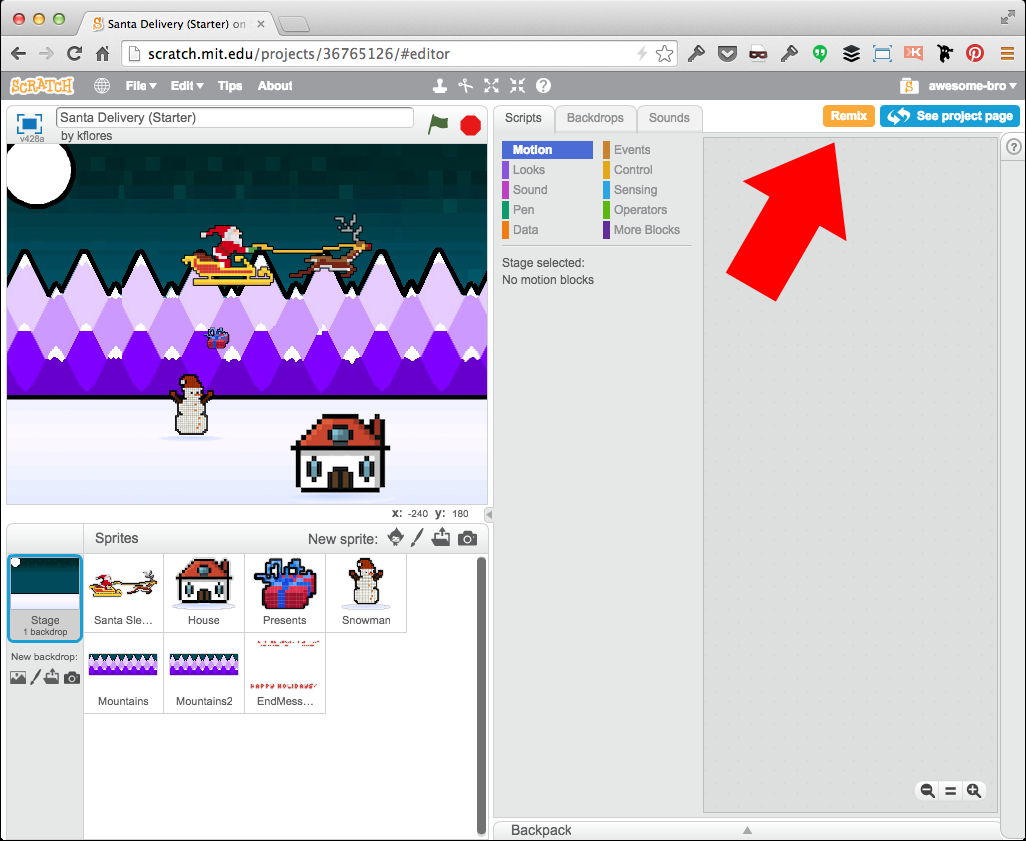 Santa Delivery (Starter) on
scratch.mit.edu/projects/36765126/#editor
SCRATCH
File Edit Tips About
awesome-bro
v428a
Santa Delivery (Starter)
by kflores
Scripts Backdrops Sounds
Remix
See project page
Motion
Looks
Sound
Pen
Data
Events
Control
Sensing
Operators
More Blocks
Stage selected:
No motion blocks
x: -240 y: 180
Sprites
New sprite:
Stage
1 backdrop
New backdrop:
Santa Sle...
House
Presents
Snowman
Mountains
Mountains2
HAPPY HOLIDAYS!
EndMess...
Backpack